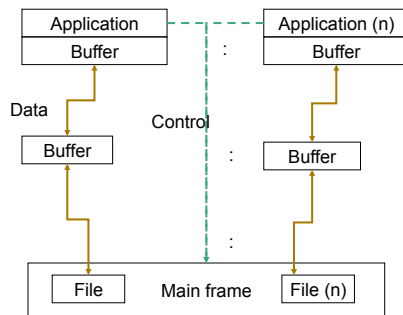 Application
Application (n)
Buffer
:
Buffer
Data
Control
Buffer
:
Buffer
:
File
Main frame
File (n)